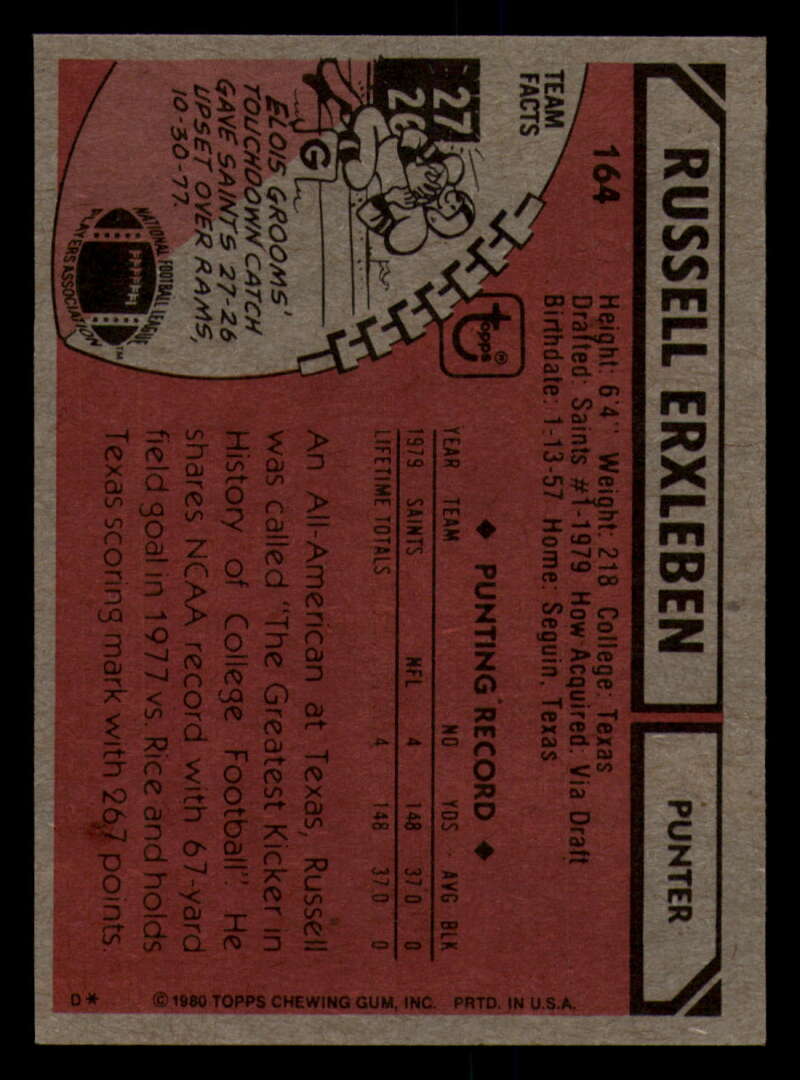 RUSSELL ERXLEBEN
PUNTER
164
Height: 6'4" Weight: 218 College: Texas
Drafted: Saints #1-1979 How Acquired: Via Draft
Birthdate: 1-13-57 Home: Seguin, Texas
TEAM
FACTS
27
26
G
ELOIS GROOMS'
TOUCHDOWN CATCH
GAVE SAINTS 27-26
UPSET OVER RAMS,
10-30-77.
topps®
NATIONAL FOOTBALL LEAGUE
PLAYERS ASSOCIATION™
◆ PUNTING RECORD ◆
YEAR TEAM NO YDS. AVG BLK
1979 SAINTS NFL 4 148 37.0 0
LIFETIME TOTALS 4 148 37.0 0
An All-American at Texas, Russell
was called "The Greatest Kicker in
History of College Football". He
shares NCAA record with 67-yard
field goal in 1977 vs. Rice and holds
Texas scoring mark with 267 points.
D* © 1980 TOPPS CHEWING GUM, INC. PRTD. IN U.S.A.